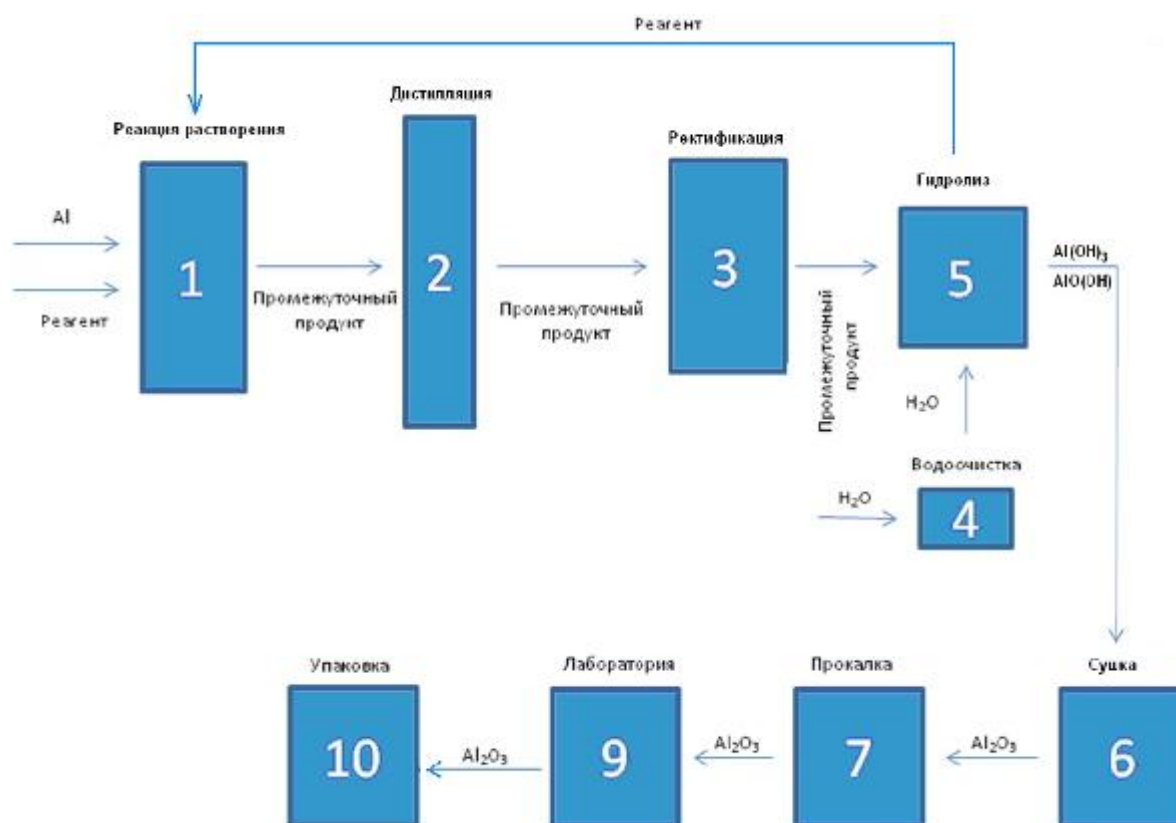 Реагент
Дистилляция
Реакция растворения
Ректификация
Гидролиз
Al
1
2
3
5
Al(OH)₃
AlO(OH)
Реагент
Промежуточный
продукт
Промежуточный
продукт
Промежуточный
продукт
H₂O
Водоочистка
H₂O
4
Упаковка
Лаборатория
Прокалка
Сушка
10
Al₂O₃
9
Al₂O₃
7
Al₂O₃
6